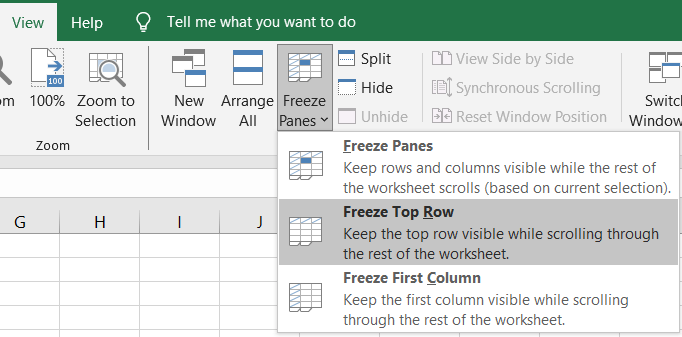 View Help Tell me what you want to do
100% Zoom to Selection
Zoom
New Window
Arrange All
Freeze Panes
Split
Hide
Unhide
View Side by Side
Synchronous Scrolling
Reset Window Position
Freeze Panes
Keep rows and columns visible while the rest of
the worksheet scrolls (based on current selection).
Freeze Top Row
Keep the top row visible while scrolling through
the rest of the worksheet.
Freeze First Column
Keep the first column visible while scrolling
through the rest of the worksheet.
G H I J